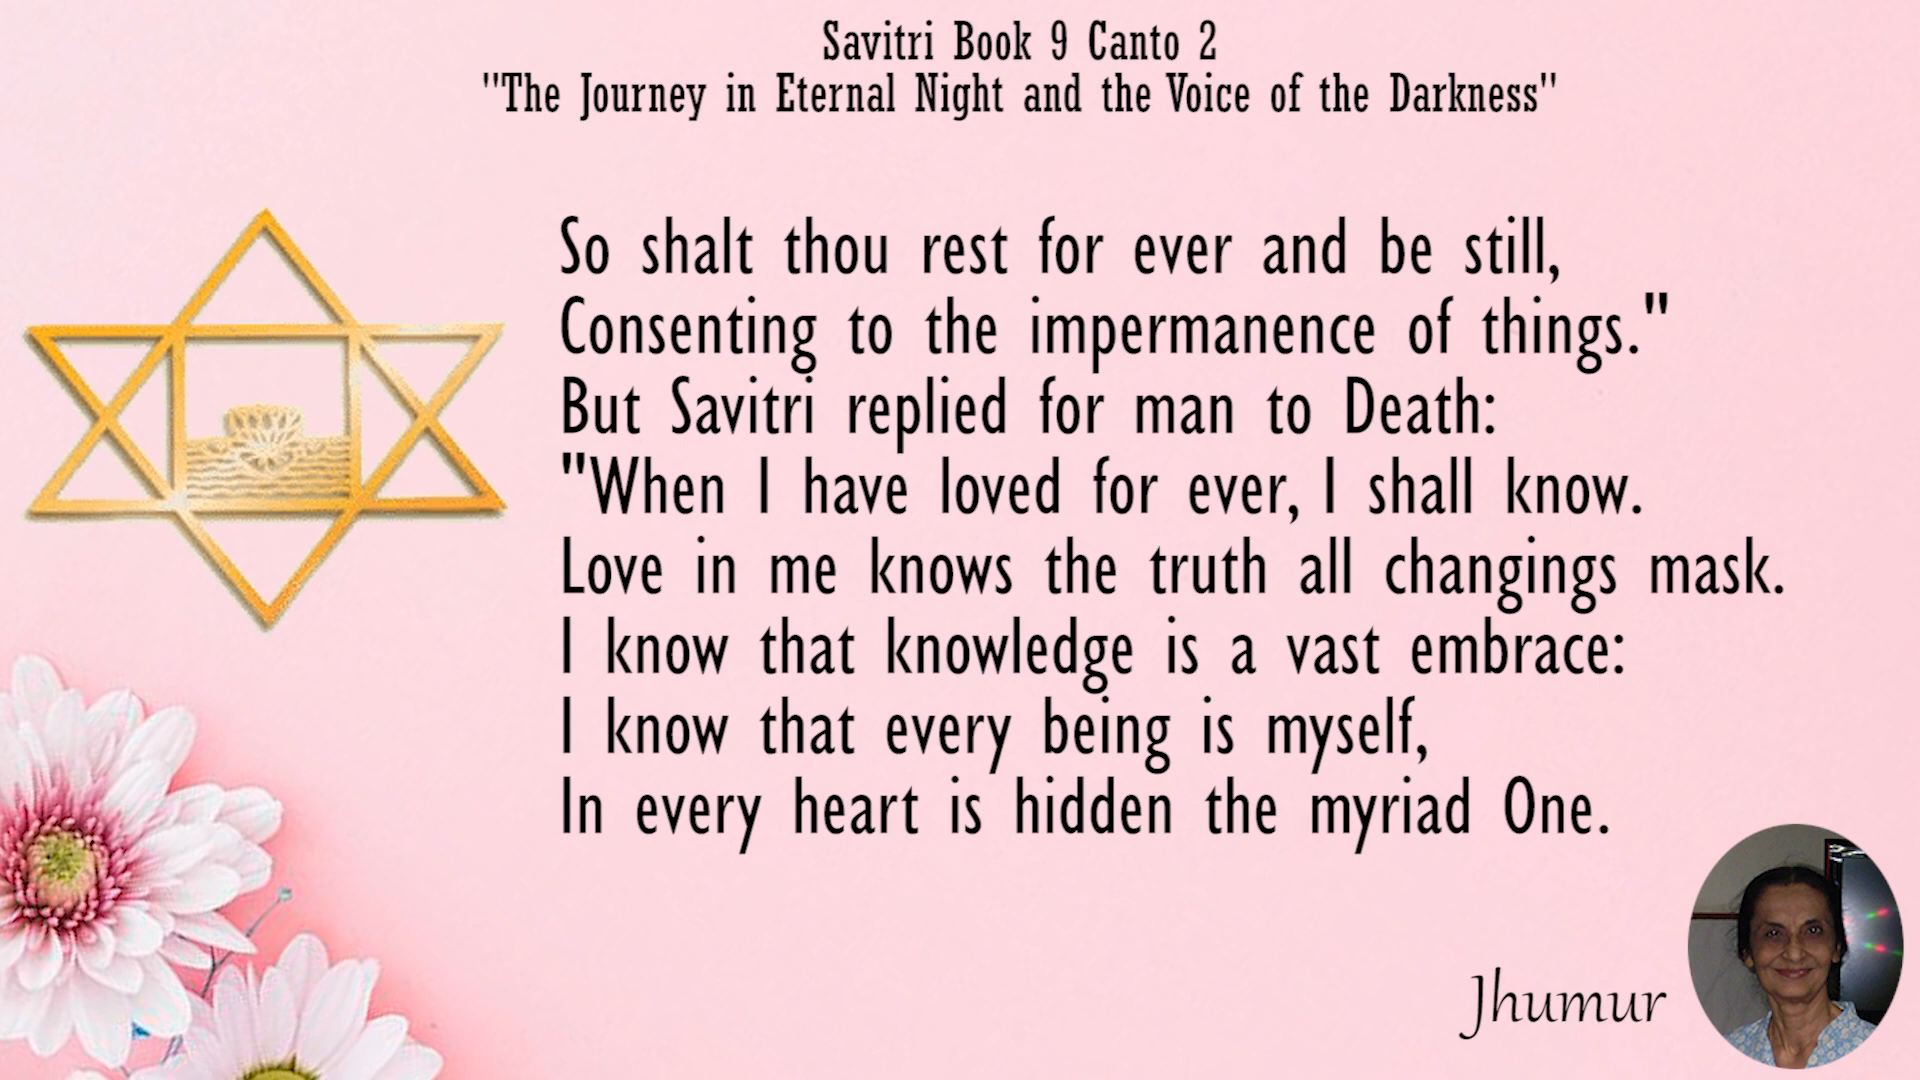 Savitri Book 9 Canto 2
"The Journey in Eternal Night and the Voice of the Darkness"
So shalt thou rest for ever and be still,
Consenting to the impermanence of things."
But Savitri replied for man to Death:
"When I have loved for ever, I shall know.
Love in me knows the truth all changings mask.
I know that knowledge is a vast embrace:
I know that every being is myself,
In every heart is hidden the myriad One.
Jhumur